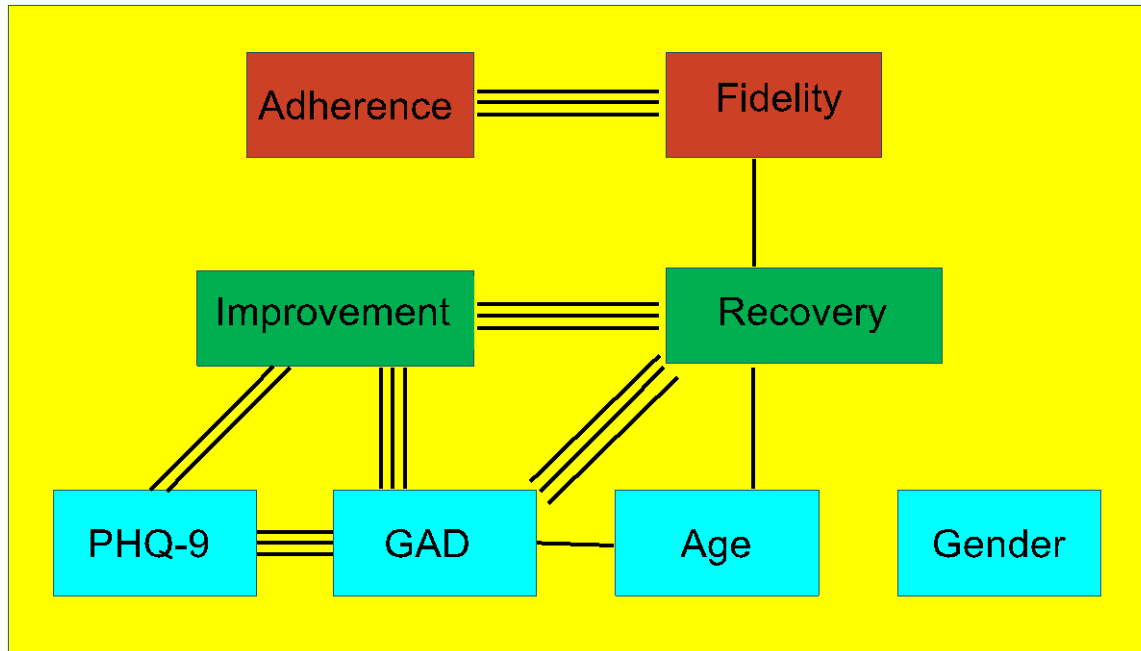 Adherence
Fidelity
Improvement
Recovery
PHQ-9
GAD
Age
Gender